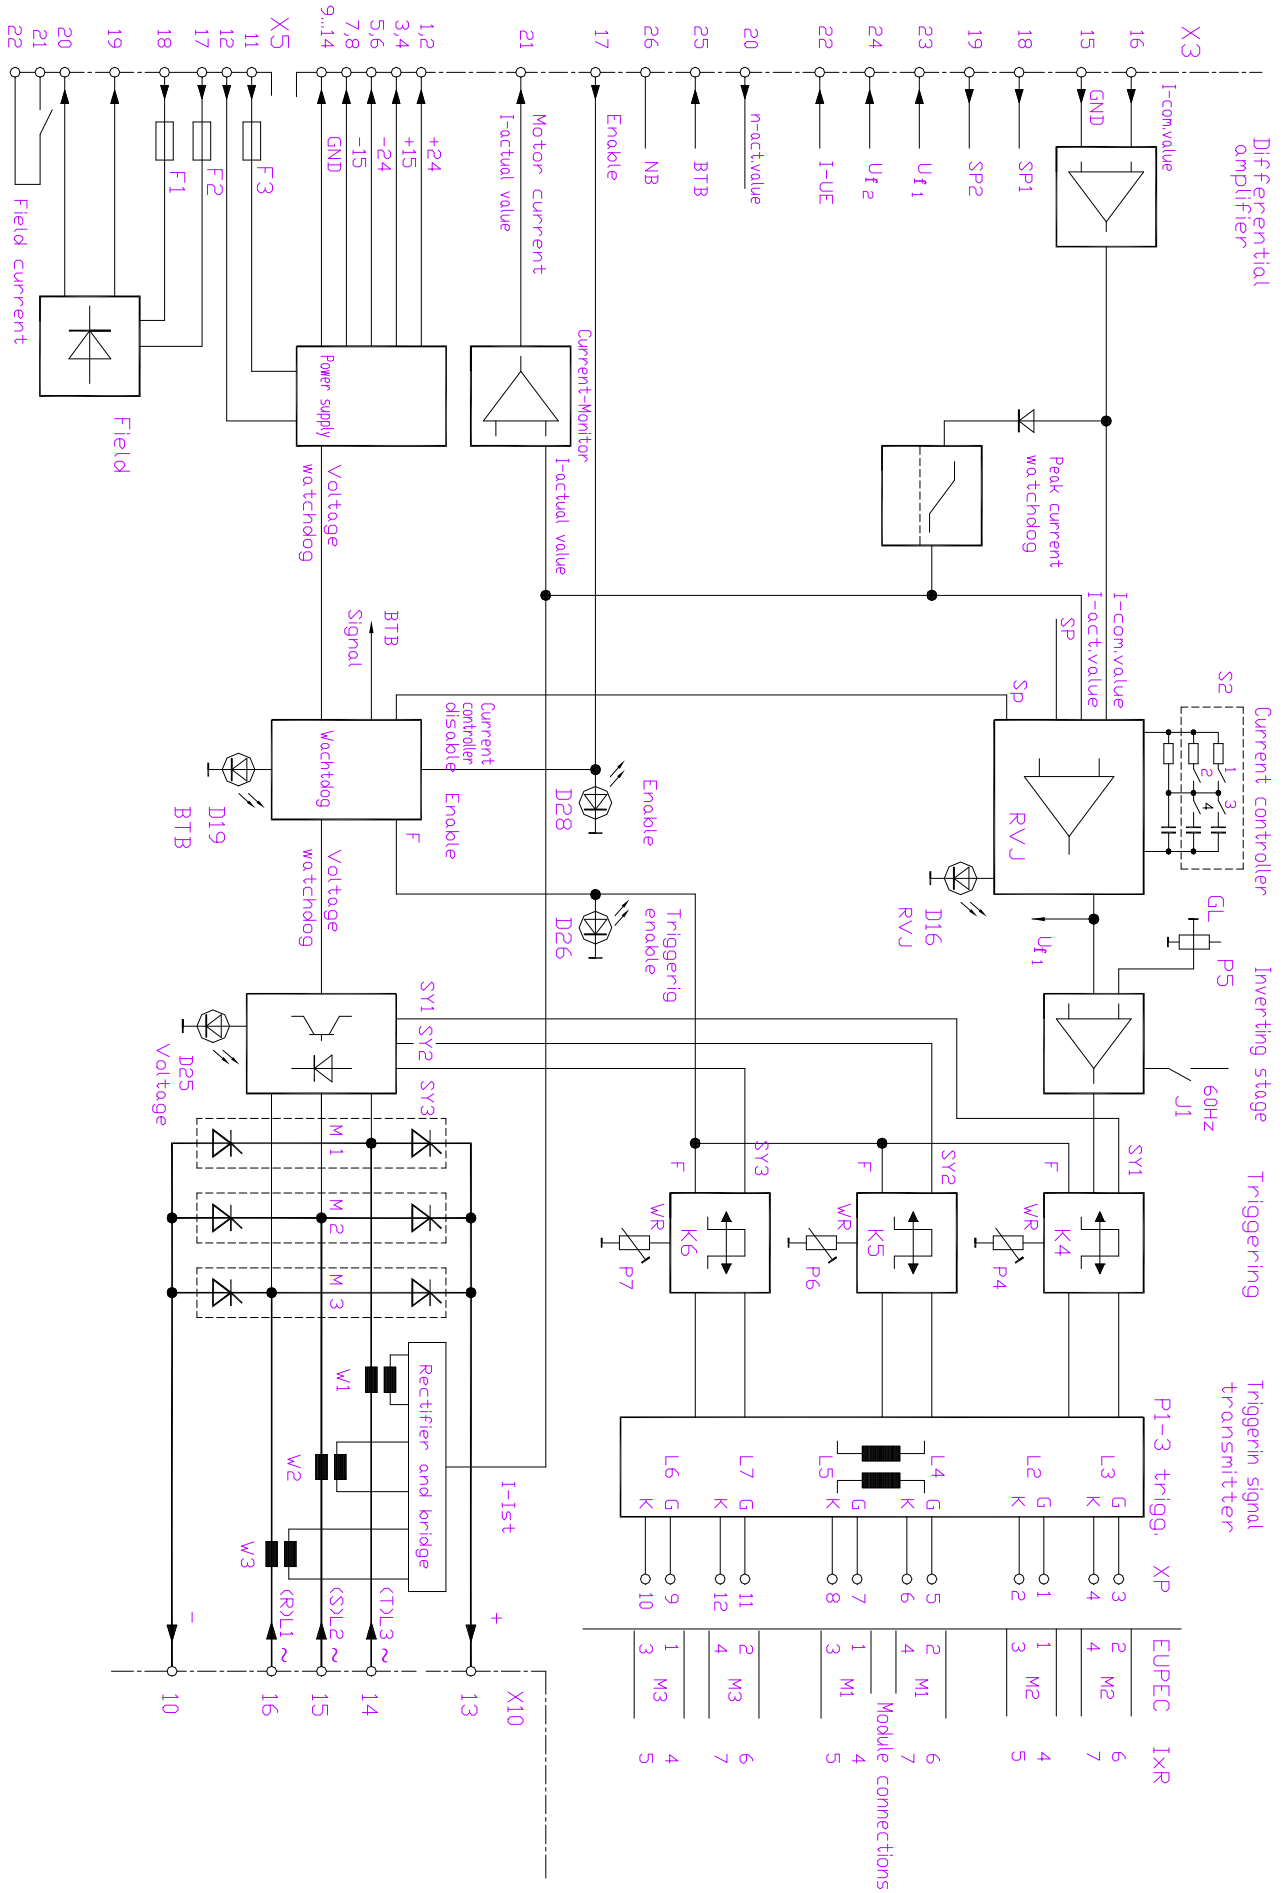 X3
16
15
18
19
23
24
22
20
25
26
17
21
1,2
3,4
5,6
7,8
9...14
X5
11
12
17
18
19
20
21
22
Differential
amplifier
I-com.value
GND
SP1
SP2
Uf1
Uf2
I-UE
n-act.value
BTB
NB
Enable
Motor current
I-actual value
+24
+15
-24
-15
GND
F3
F2
F1
Field current
Field
Power supply
Current-Monitor
I-actual value
Voltage
watchdog
Peak current
watchdog
I-com.value
I-act.value
SP
Sp
S2
Current controller
1
2
3
4
RVJ
D16
RVJ
Uf1
GL
P5
BTB
Signal
Wachtdog
Current
controller
disable
Enable
F
D19
BTB
D28
Enable
D26
Triggerig
enable
Voltage
watchdog
Inverting stage
60Hz
J1
SY1
SY2
SY3
D25
Voltage
M 1
M 2
M 3
Triggering
SY1
F
WR
K4
P4
SY2
F
WR
K5
P6
SY3
F
WR
K6
P7
Triggerin signal
transmitter
P1-3 trigg.
L3
L2
L4
L5
L7
L6
G
K
G
K
G
K
G
K
G
K
G
K
XP
3
4
1
2
5
6
7
8
11
12
9
10
EUPEC
2
4
M2
1
3
M2
2
4
M1
1
3
M1
2
4
M3
1
3
M3
IxR
6
7
4
5
6
7
4
5
6
7
4
5
Module connections
W1
W2
W3
Rectifier and bridge
I-Ist
+
(T)L3 ~
(S)L2 ~
(R)L1 ~
-
X10
13
14
15
16
10